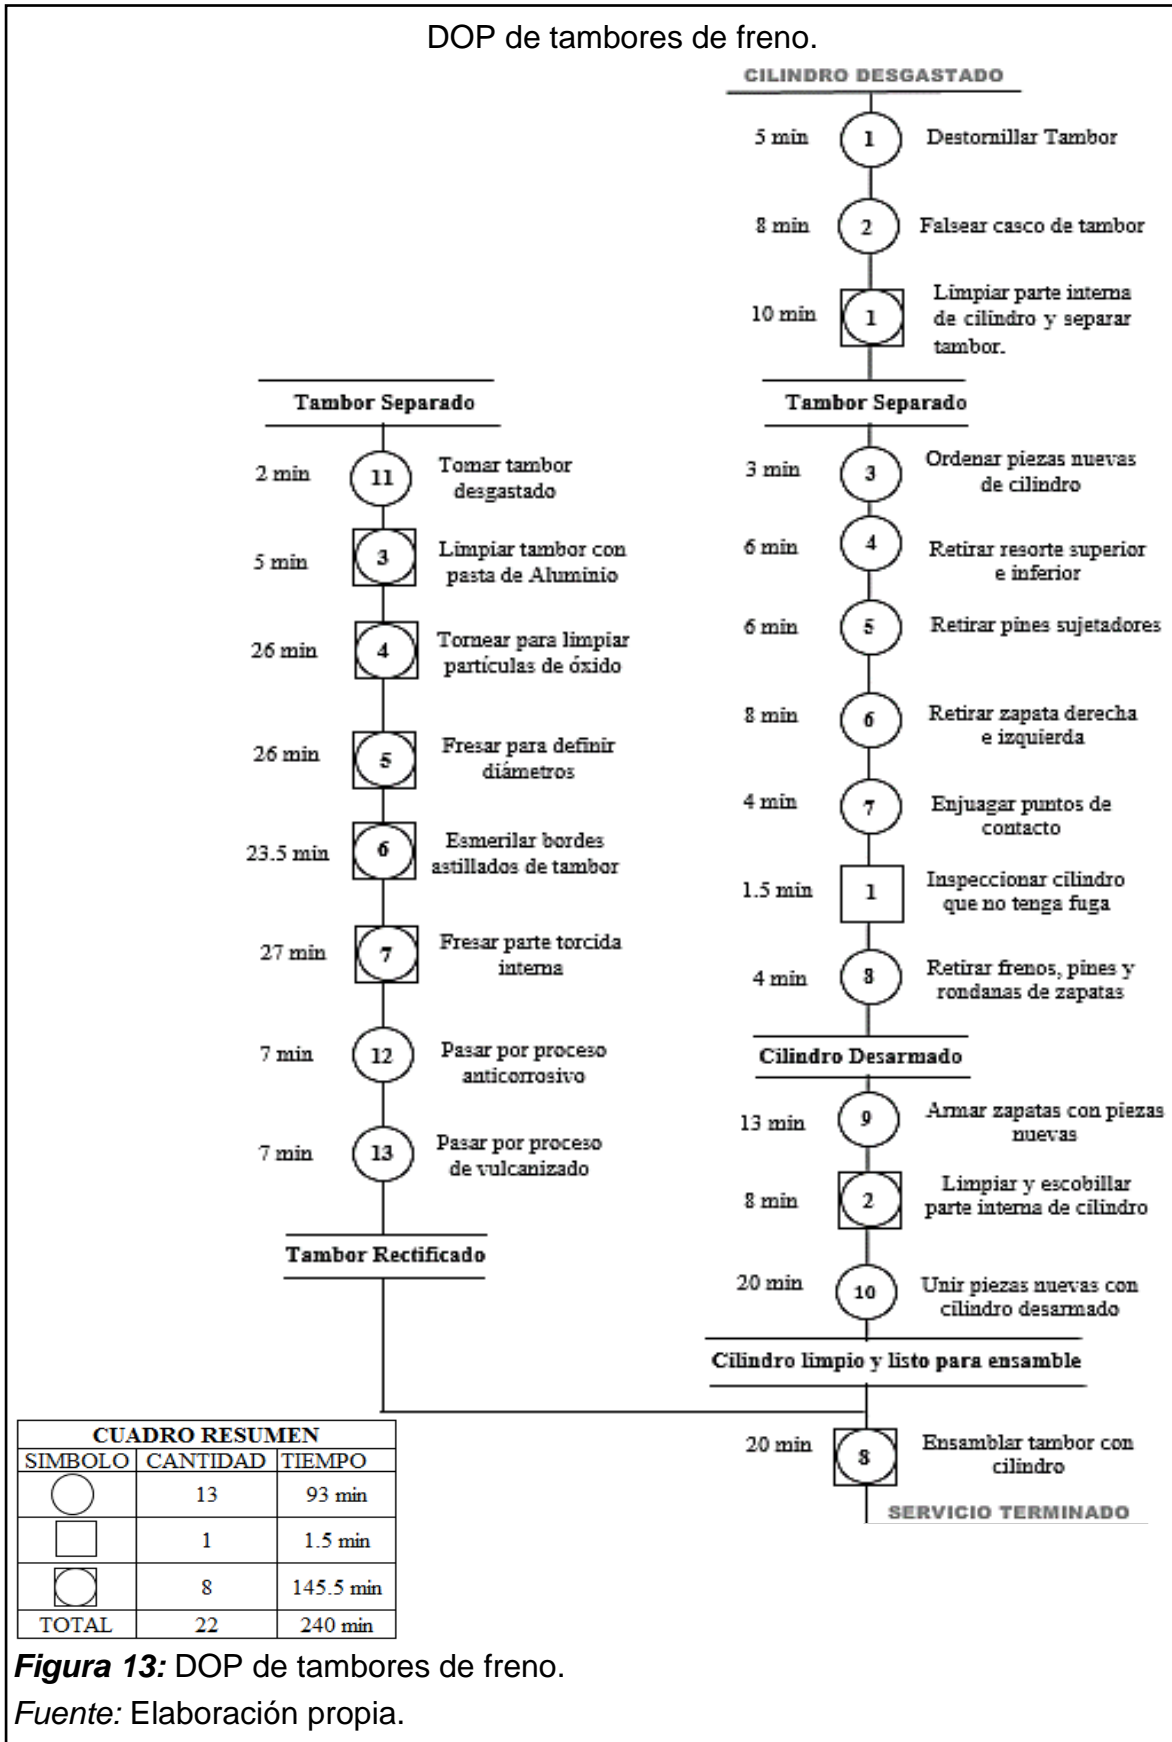 DOP de tambores de freno.
CILINDRO DESGASTADO
5 min 1 Destornillar Tambor
8 min 2 Falsear casco de tambor
10 min 1 Limpiar parte interna
de cilindro y separar
tambor.
Tambor Separado
3 min 3 Ordenar piezas nuevas
de cilindro
6 min 4 Retirar resorte superior
e inferior
6 min 5 Retirar pines sujetadores
8 min 6 Retirar zapata derecha
e izquierda
4 min 7 Enjuagar puntos de
contacto
1.5 min 1 Inspeccionar cilindro
que no tenga fuga
4 min 8 Retirar frenos, pines y
rondanas de zapatas
Cilindro Desarmado
13 min 9 Armar zapatas con piezas
nuevas
8 min 2 Limpiar y escobillar
parte interna de cilindro
20 min 10 Unir piezas nuevas con
cilindro desarmado
Cilindro limpio y listo para ensamble
Tambor Separado
2 min 11 Tomar tambor
desgastado
5 min 3 Limpiar tambor con
pasta de Aluminio
26 min 4 Tornear para limpiar
partículas de óxido
26 min 5 Fresar para definir
diámetros
23.5 min 6 Esmerilar bordes
astillados de tambor
27 min 7 Fresar parte torcida
interna
7 min 12 Pasar por proceso
anticorrosivo
7 min 13 Pasar por proceso
de vulcanizado
Tambor Rectificado
20 min 8 Ensamblar tambor con
cilindro
SERVICIO TERMINADO
CUADRO RESUMEN
SIMBOLO CANTIDAD TIEMPO
13 93 min
1 1.5 min
8 145.5 min
TOTAL 22 240 min
Figura 13: DOP de tambores de freno.
Fuente: Elaboración propia.